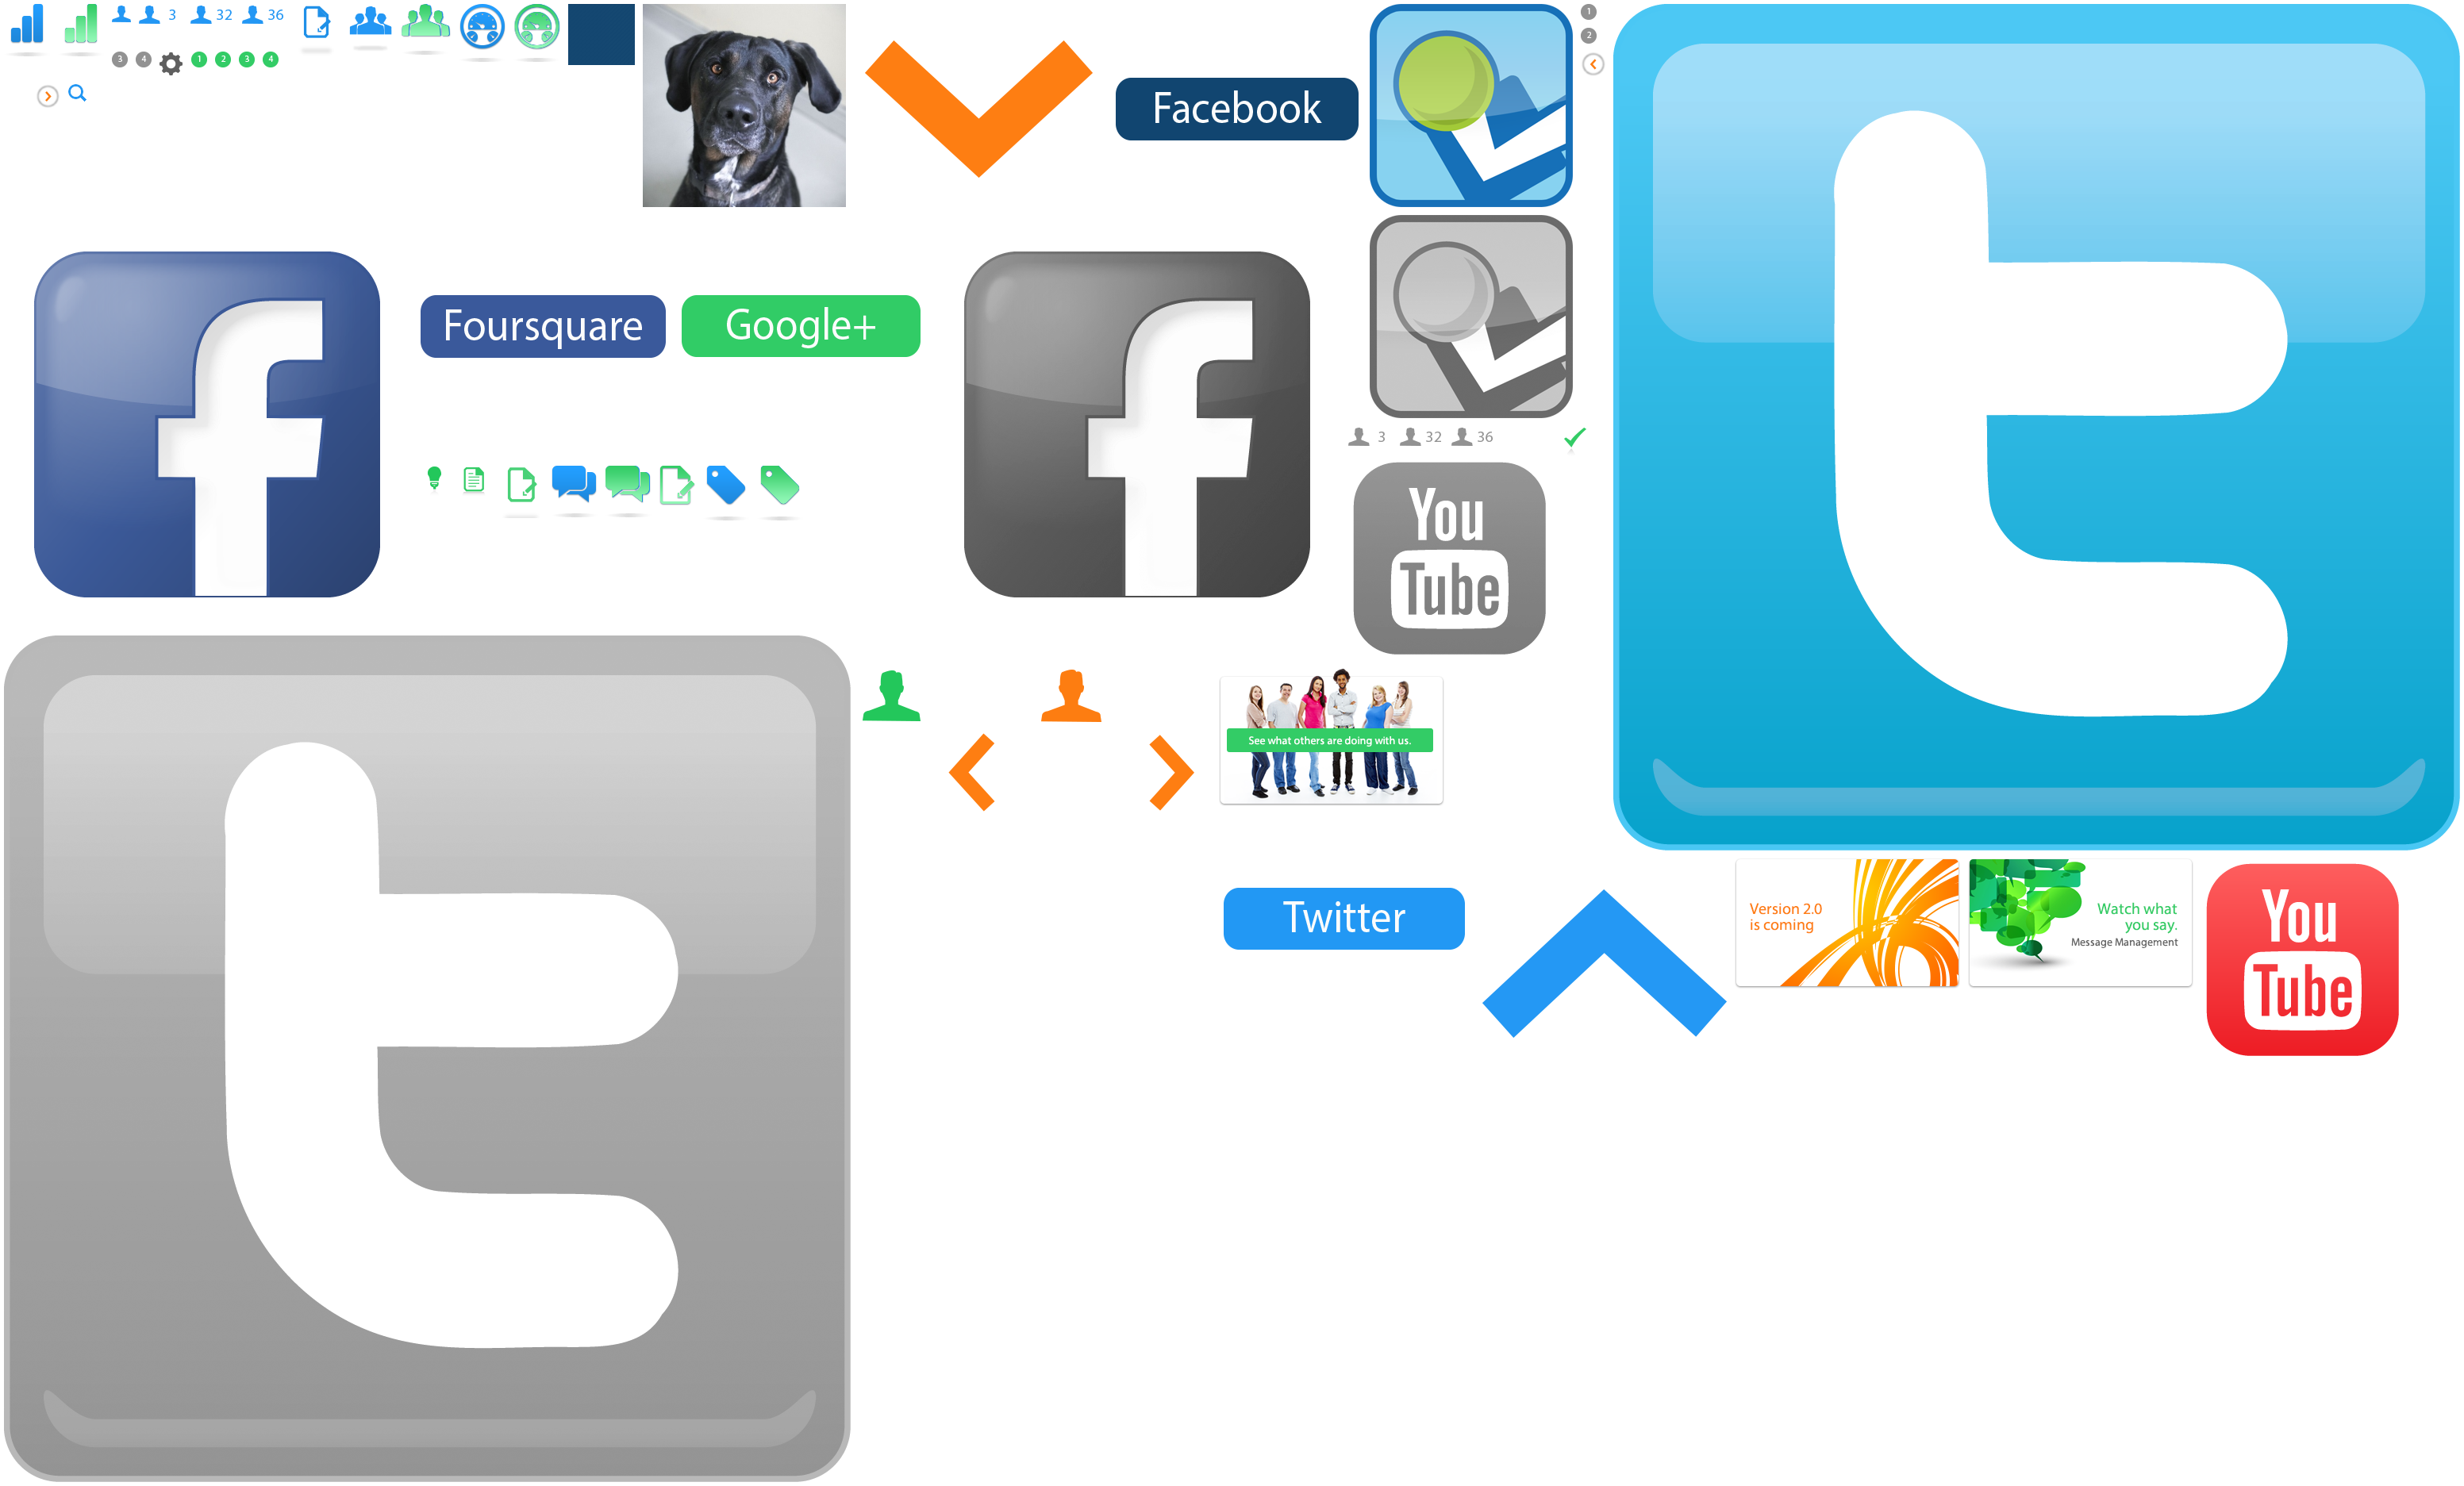 3
32
36
3
4
1
2
3
4
1
2
Facebook
Foursquare
Google+
3
32
36
You
Tube
See what others are doing with us.
Twitter
Version 2.0
is coming
Watch what
you say.
Message Management
You
Tube